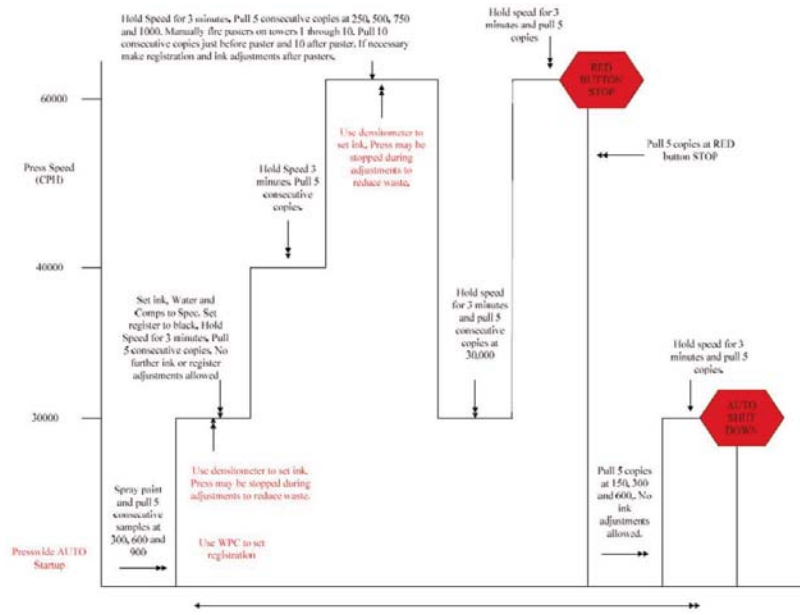 Hold Speed for 3 minutes. Pull 5 consecutive copies at 250, 500, 750
and 1000. Manually fire pasters on towers 1 through 10. Pull 10
consecutive copies just before paster and 10 after paster. If necessary
make registration and ink adjustments after pasters.
Hold speed for 3
minutes and pull 5
copies
RED
BUTTON
STOP
60000
Use densitometer to
set ink, Press may be
stopped during
adjustments to
reduce waste.
Pull 5 copies at RED
button STOP
Press Speed
(CPH)
Hold Speed 3
minutes. Pull 5
consecutive
copies.
40000
Set ink, Water and
Comps to Spec. Set
register to black, Hold
Speed for 3 minutes, Pull
5 consecutive copies. No
further ink or register
adjustments allowed
Hold speed
for 3 minutes
and pull 5
consecutive
copies at
30,000
Hold speed for 3
minutes and pull 5
copies.
30000
AUTO
SHUT
DOWN
Use densitometer to set ink.
Press may be stopped during
adjustments to reduce waste.
Spray paint
and pull 5
consecutive
samples at
300, 600 and
900
Use WPC to set
registration
Pull 5 copies
at 150, 300
and 600,. No
ink
adjustments
allowed.
Presswide AUTO
Startup